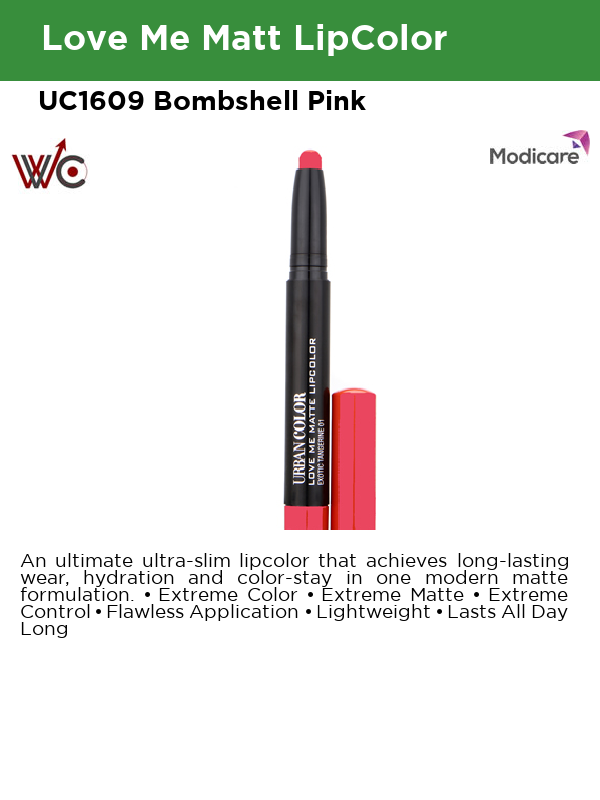 Love Me Matt LipColor
UC1609 Bombshell Pink
WC
Modicare
URBAN COLOR
LOVE ME MATTE LIPCOLOR
EXOTIC TANGERINE 01
An ultimate ultra-slim lipcolor that achieves long-lasting
wear, hydration and color-stay in one modern matte
formulation. • Extreme Color • Extreme Matte • Extreme
Control • Flawless Application • Lightweight • Lasts All Day
Long